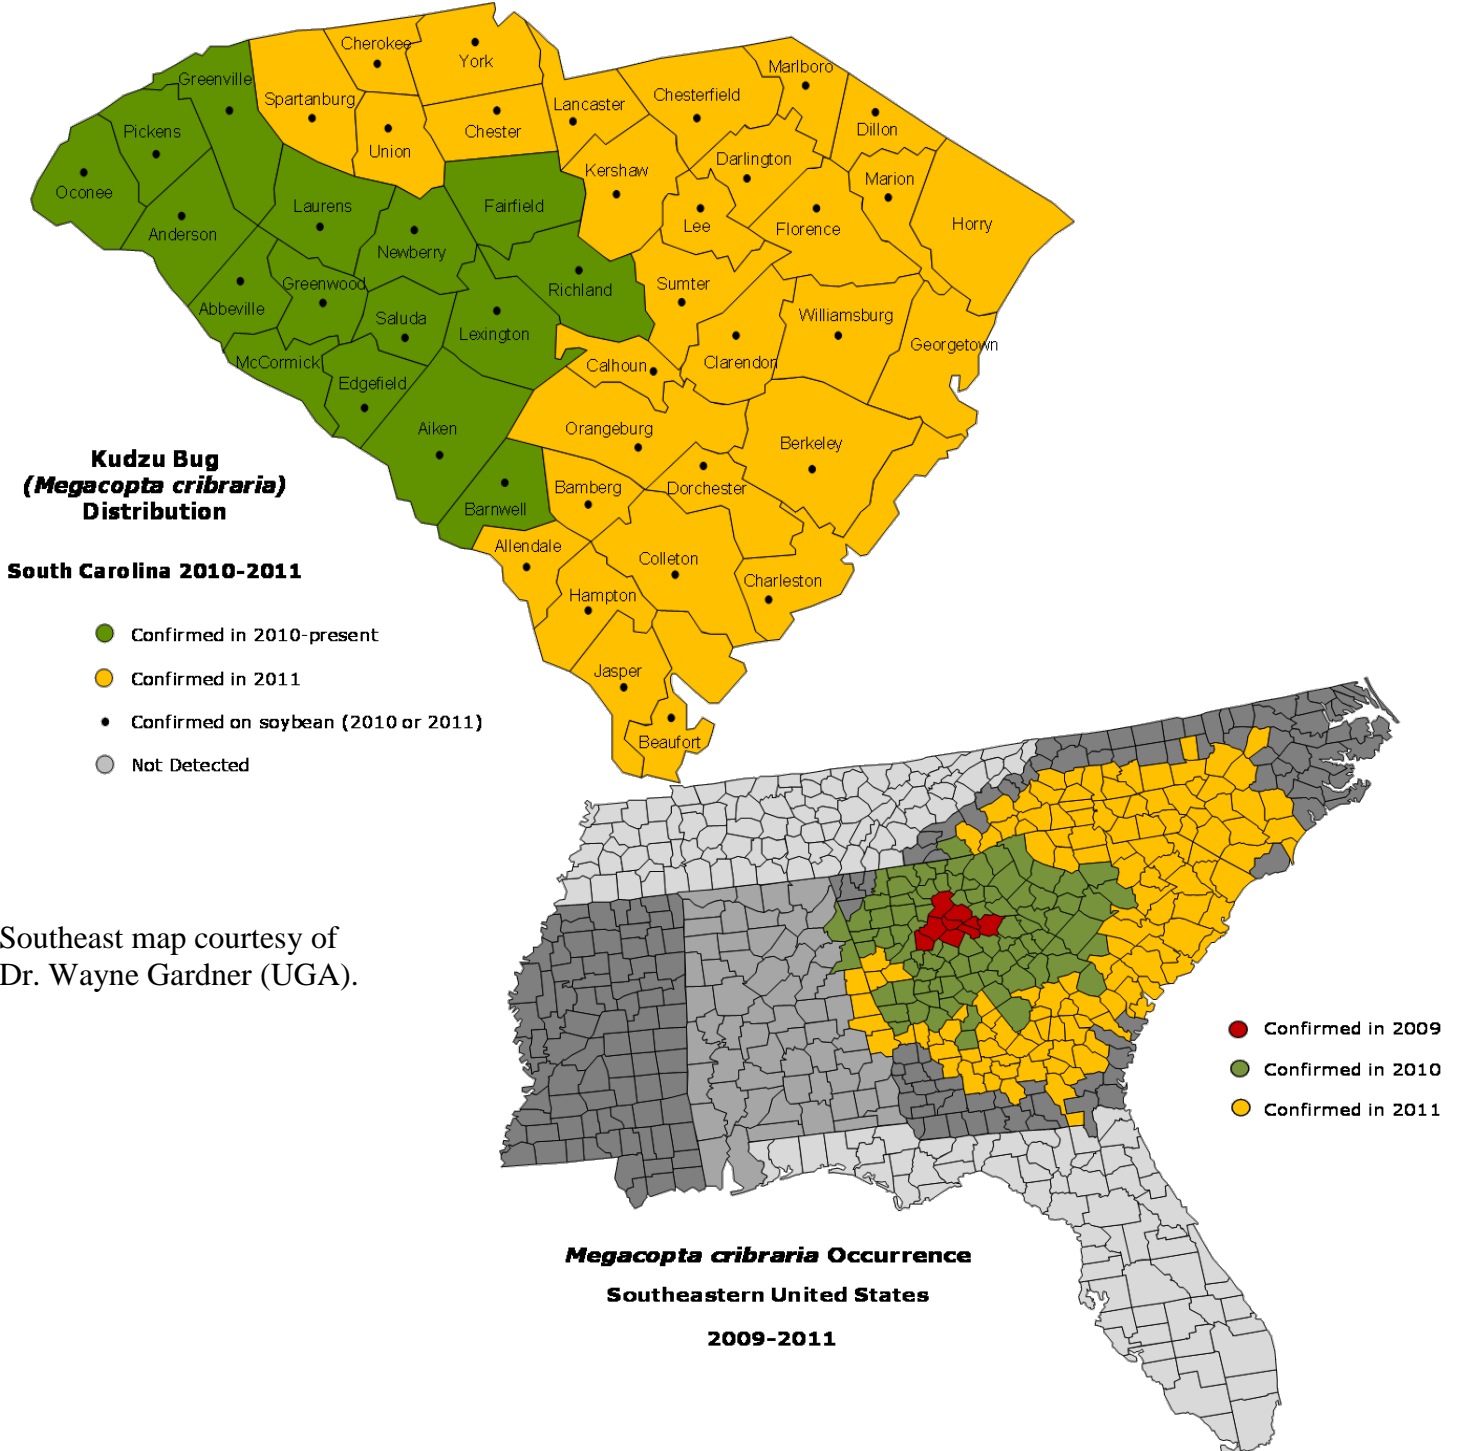 Cherokee
York
Greenville
Spartanburg
Marlboro
Chesterfield
Lancaster
Pickens
Union
Chester
Dillon
Darlington
Kershaw
Oconee
Marion
Laurens
Fairfield
Lee
Anderson
Florence
Horry
Newberry
Greenwood
Richland
Sumter
Abbeville
Saluda
Lexington
Williamsburg
Georgetown
McCormick
Calhoun
Clarendon
Edgefield
Aiken
Orangeburg
Berkeley
Bamberg
Dorchester
Barnwell
Allendale
Colleton
Charleston
Hampton
Jasper
Beaufort
Kudzu Bug
(Megacopta cribraria)
Distribution
South Carolina 2010-2011
Confirmed in 2010-present
Confirmed in 2011
Confirmed on soybean (2010 or 2011)
Not Detected
Southeast map courtesy of
Dr. Wayne Gardner (UGA).
Confirmed in 2009
Confirmed in 2010
Confirmed in 2011
Megacopta cribraria Occurrence
Southeastern United States
2009-2011